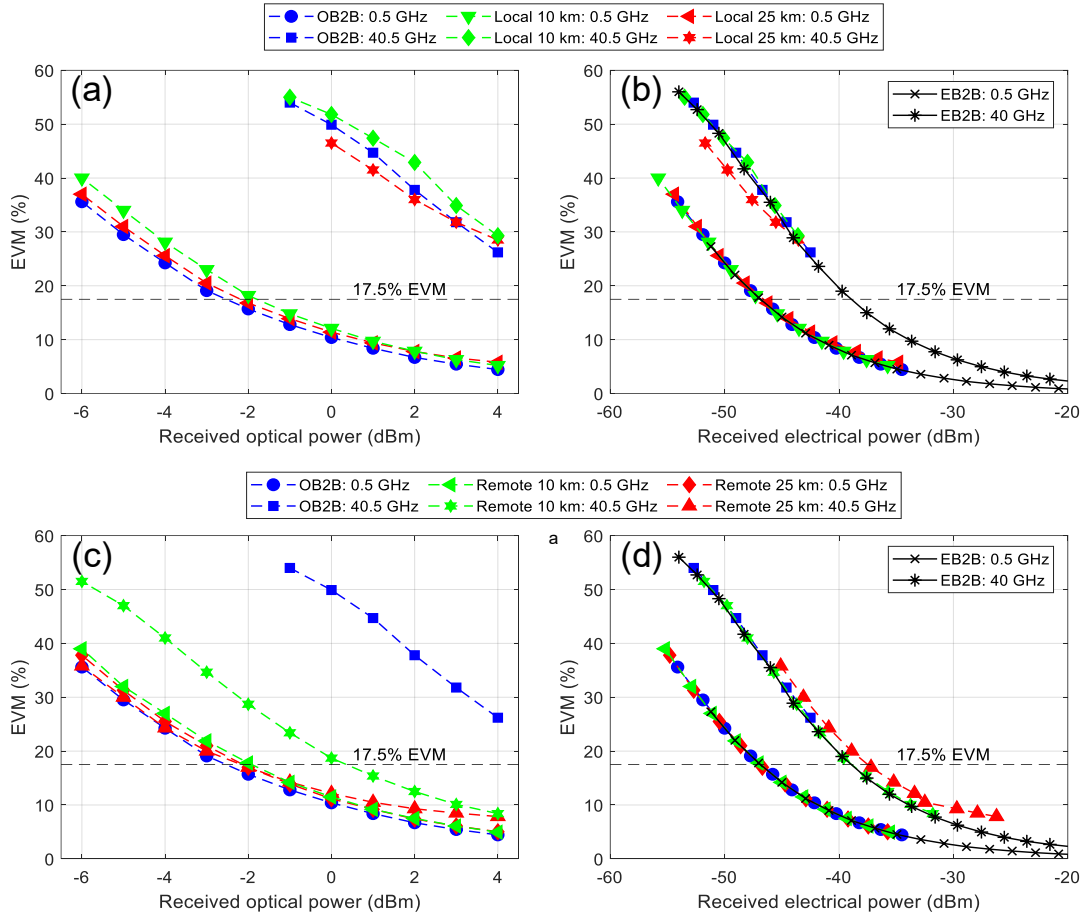 OB2B: 0.5 GHz Local 10 km: 0.5 GHz Local 25 km: 0.5 GHz
OB2B: 40.5 GHz Local 10 km: 40.5 GHz Local 25 km: 40.5 GHz
(a)
EVM (%)
60
50
40
30
20
10
0
17.5% EVM
-6 -4 -2 0 2 4
Received optical power (dBm)
(b)
EB2B: 0.5 GHz
EB2B: 40 GHz
EVM (%)
60
50
40
30
20
10
0
17.5% EVM
-60 -50 -40 -30 -20
Received electrical power (dBm)
OB2B: 0.5 GHz Remote 10 km: 0.5 GHz Remote 25 km: 0.5 GHz
OB2B: 40.5 GHz Remote 10 km: 40.5 GHz Remote 25 km: 40.5 GHz
(c)
EVM (%)
60
50
40
30
20
10
0
17.5% EVM
-6 -4 -2 0 2 4
Received optical power (dBm)
a
(d)
EB2B: 0.5 GHz
EB2B: 40 GHz
EVM (%)
60
50
40
30
20
10
0
17.5% EVM
-60 -50 -40 -30 -20
Received electrical power (dBm)